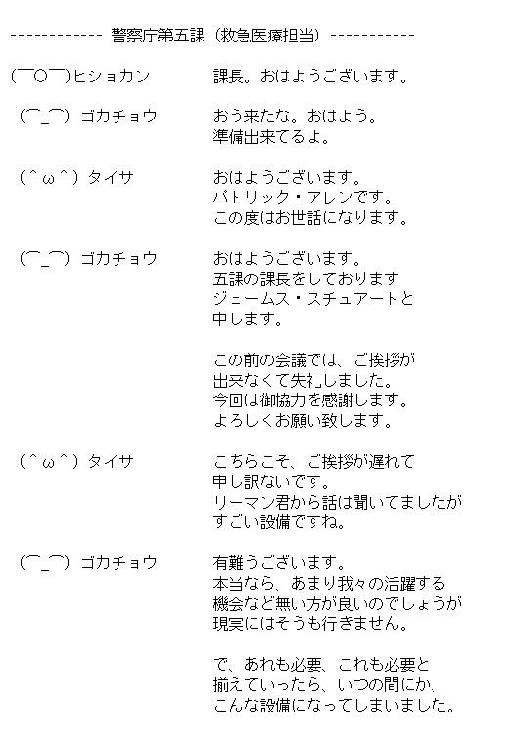 ------------ 警察庁第五課（救急医療担当）-----------
(￣○￣)ヒショカン 課長。おはようございます。
（⌒_⌒）ゴカチョウ おう来たな。おはよう。
準備出来てるよ。
（＾ω＾）タイサ おはようございます。
パトリック・アレンです。
この度はお世話になります。
（⌒_⌒）ゴカチョウ おはようございます。
五課の課長をしております
ジェームス・スチュアートと
申します。
この前の会議では、ご挨拶が
出来なくて失礼しました。
今回は御協力を感謝します。
よろしくお願い致します。
（＾ω＾）タイサ こちらこそ、ご挨拶が遅れて
申し訳ないです。
リーマン君から話は聞いてましたが
すごい設備ですね。
（⌒_⌒）ゴカチョウ 有難うございます。
本当なら、あまり我々の活躍する
機会など無い方が良いのでしょうが
現実にはそうも行きません。
で、あれも必要、これも必要と
揃えていったら、いつの間にか、
こんな設備になってしまいました。